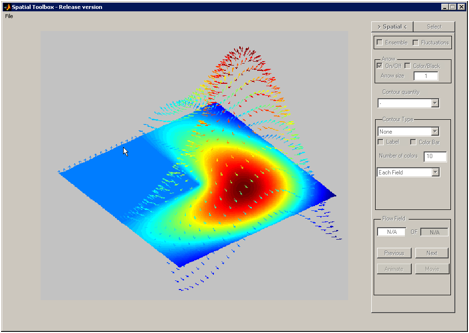 Spatial Toolbox - Release version
File
> Spatial <
Select
Ensemble
Fluctuations
Arrow
On/Off
Color/Black
Arrow size
1
Contour quantity
-
Contour Type
None
Label
Color Bar
Number of colors
10
Each Field
Flow Field
N/A
OF
N/A
Previous
Next
Animate
Movie